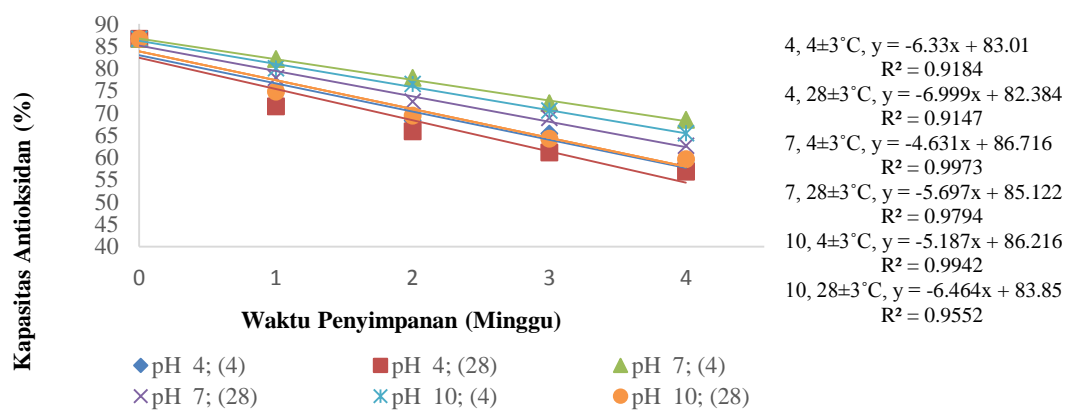 Kapasitas Antioksidan (%)
90
85
80
75
70
65
60
55
50
45
40
0 1 2 3 4
Waktu Penyimpanan (Minggu)
4, 4±3˚C, y = -6.33x + 83.01
R² = 0.9184
4, 28±3˚C, y = -6.999x + 82.384
R² = 0.9147
7, 4±3˚C, y = -4.631x + 86.716
R² = 0.9973
7, 28±3˚C, y = -5.697x + 85.122
R² = 0.9794
10, 4±3˚C, y = -5.187x + 86.216
R² = 0.9942
10, 28±3˚C, y = -6.464x + 83.85
R² = 0.9552
pH 4; (4) pH 4; (28) pH 7; (4)
pH 7; (28) pH 10; (4) pH 10; (28)